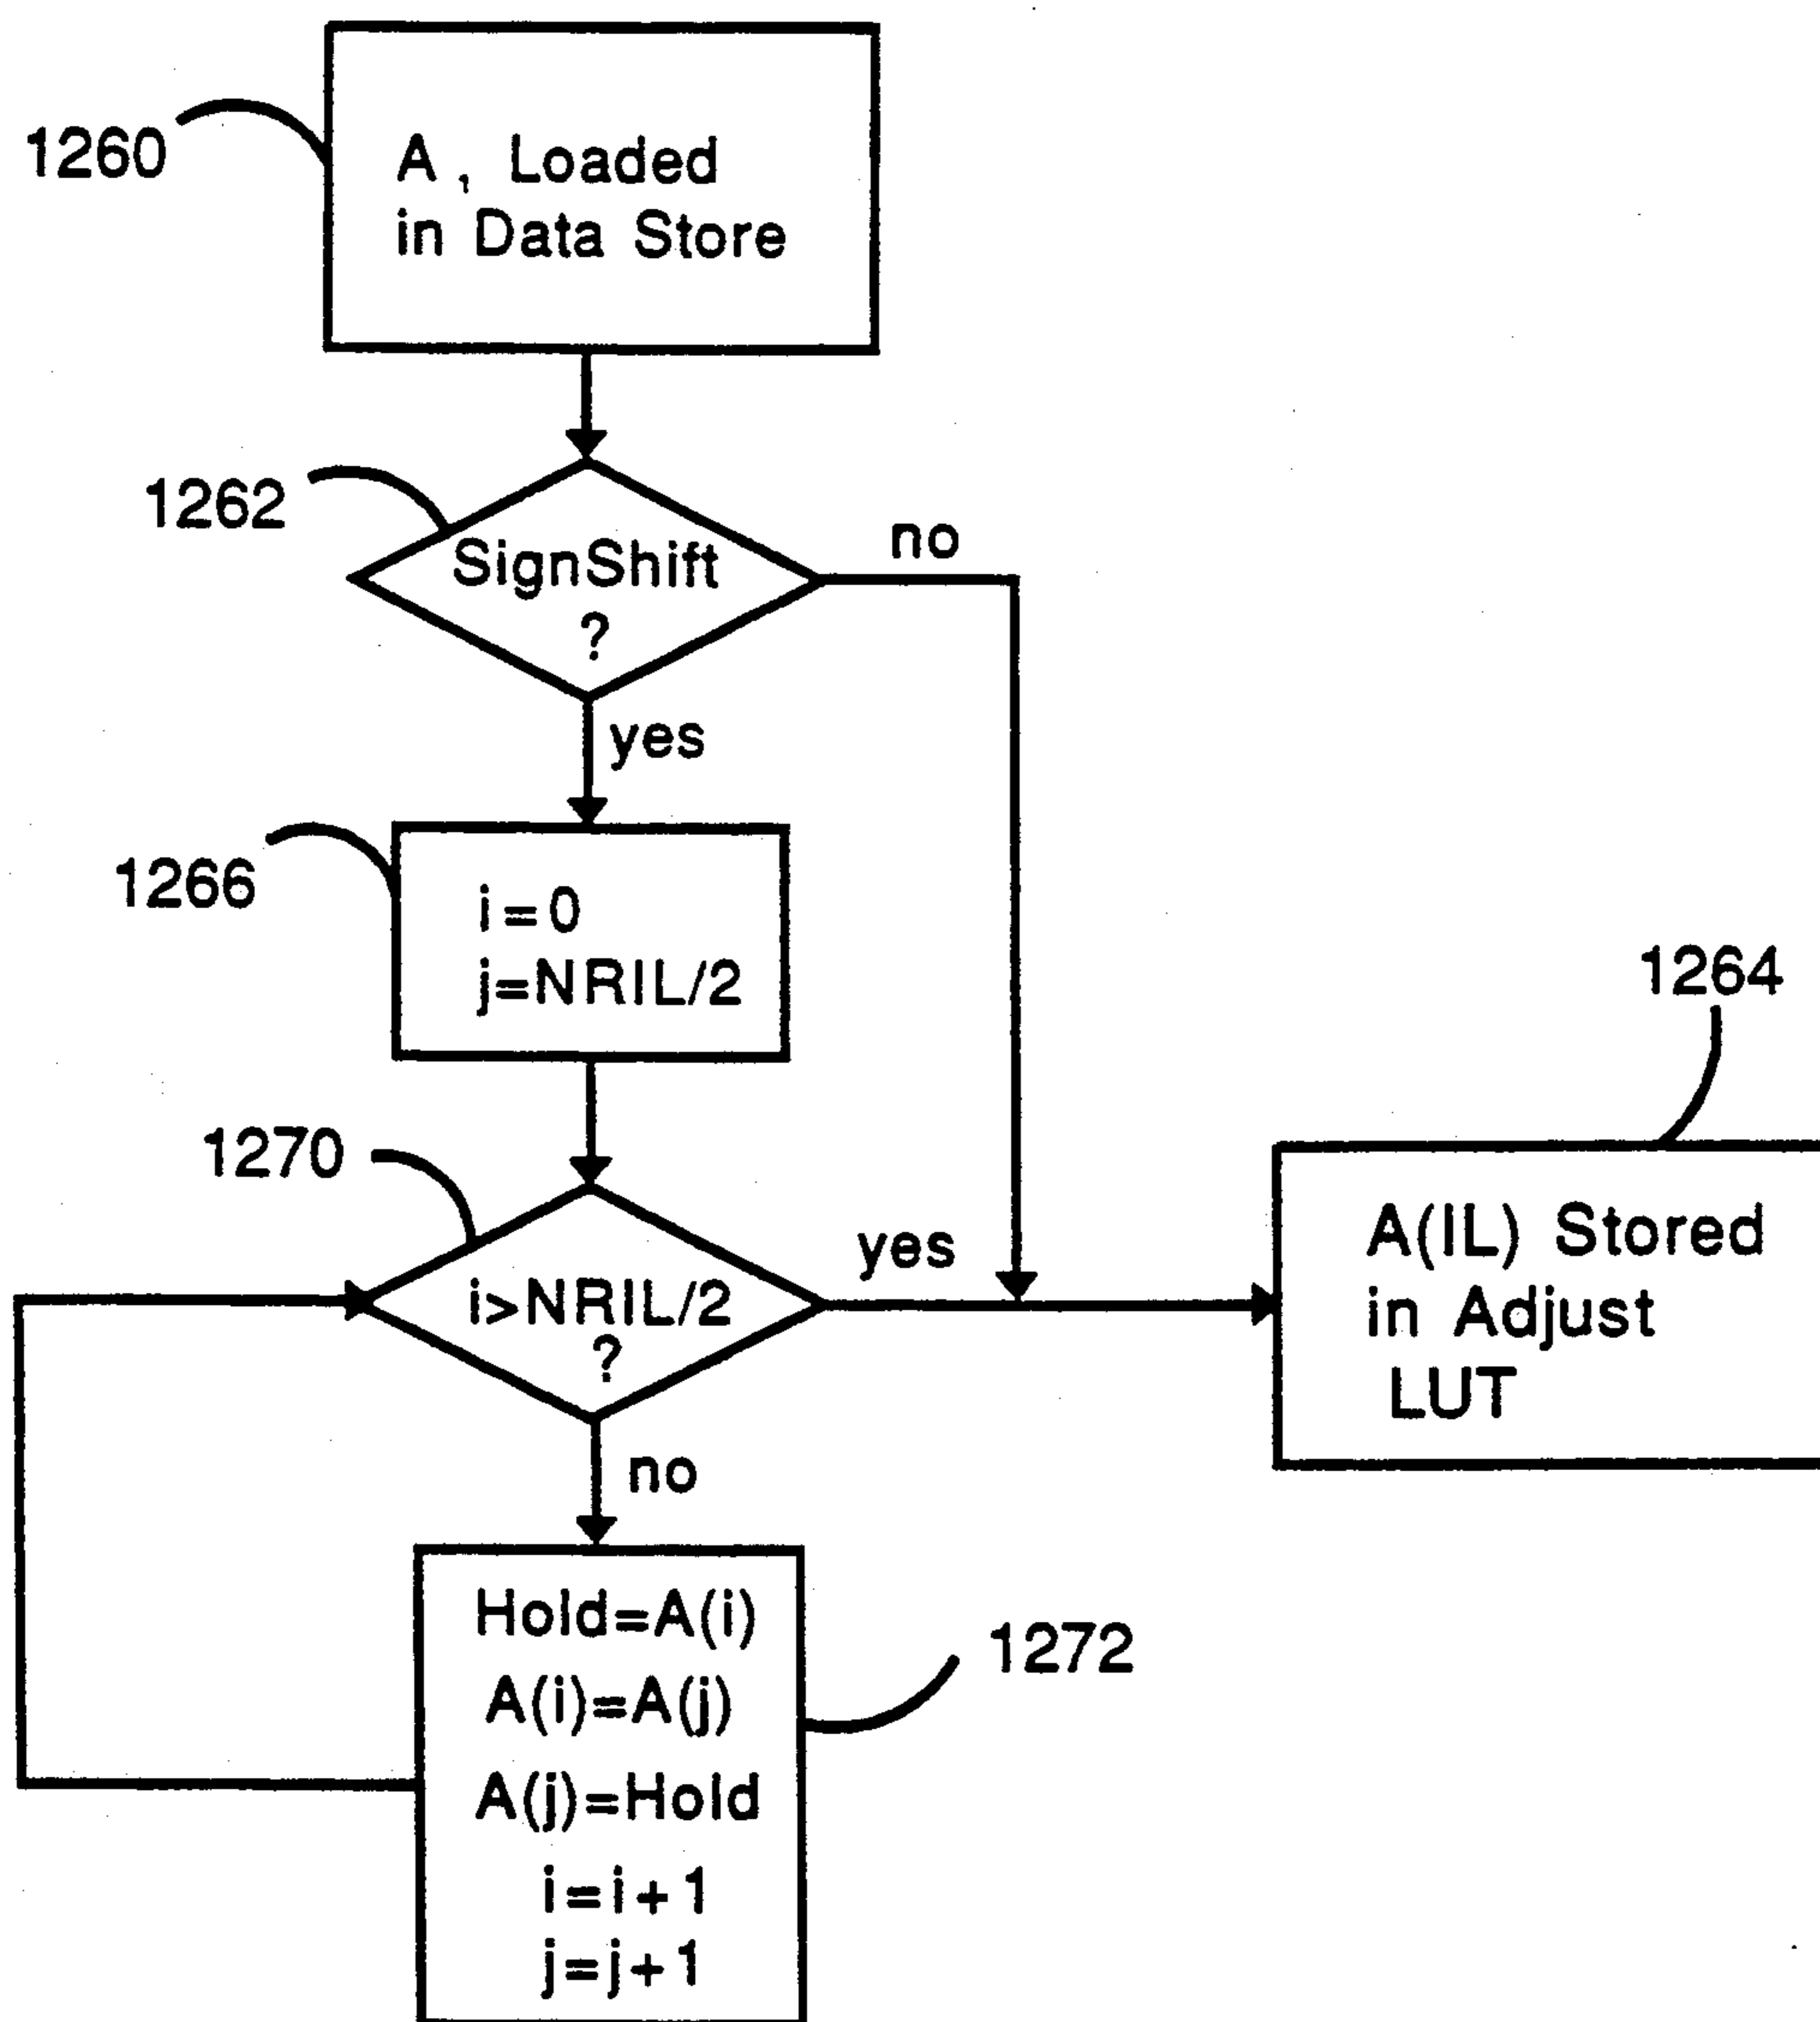 1260
A, Loaded
in Data Store
1262
SignShift
?
no
yes
1266
i=0
j=NRIL/2
1264
1270
i>NRIL/2
?
yes
A(IL) Stored
in Adjust
LUT
no
Hold=A(i)
A(i)=A(j)
A(j)=Hold
i=i+1
j=j+1
1272